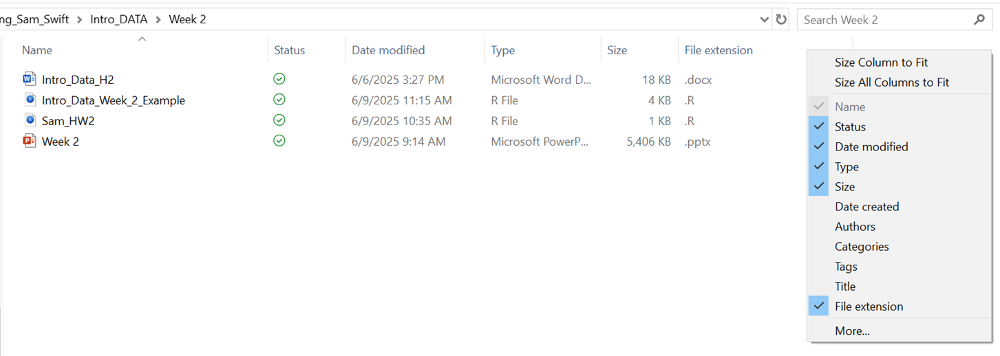 ng_Sam_Swift > Intro_DATA > Week 2
Search Week 2
Name Status Date modified Type Size File extension
Intro_Data_H2 6/6/2025 3:27 PM Microsoft Word D... 18 KB .docx
Intro_Data_Week_2_Example 6/9/2025 11:15 AM R File 4 KB .R
Sam_HW2 6/9/2025 10:35 AM R File 1 KB .R
Week 2 6/9/2025 9:14 AM Microsoft PowerP... 5,406 KB .pptx
Size Column to Fit
Size All Columns to Fit
Name
Status
Date modified
Type
Size
Date created
Authors
Categories
Tags
Title
File extension
More...